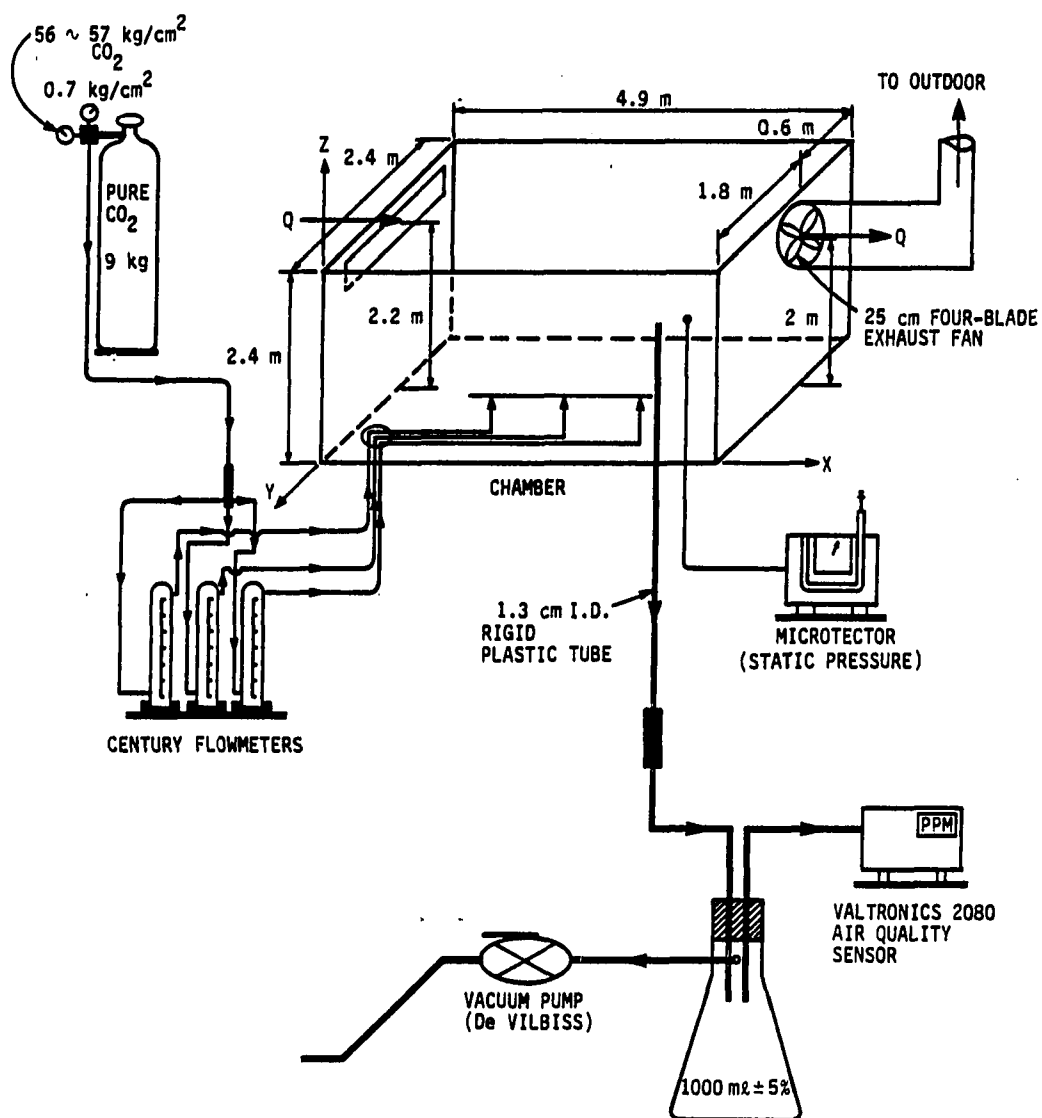 56 ~ 57 kg/cm²
CO₂
0.7 kg/cm²
PURE
CO₂
9 kg
4.9 m
0.6 m
2.4 m
Z
1.8 m
TO OUTDOOR
Q
Q
2.2 m
2 m
25 cm FOUR-BLADE
EXHAUST FAN
2.4 m
Y
X
CHAMBER
1.3 cm I.D.
RIGID
PLASTIC TUBE
MICROTECTOR
(STATIC PRESSURE)
CENTURY FLOWMETERS
PPM
VALTRONICS 2080
AIR QUALITY
SENSOR
VACUUM PUMP
(De VILBISS)
1000 mℓ ± 5%